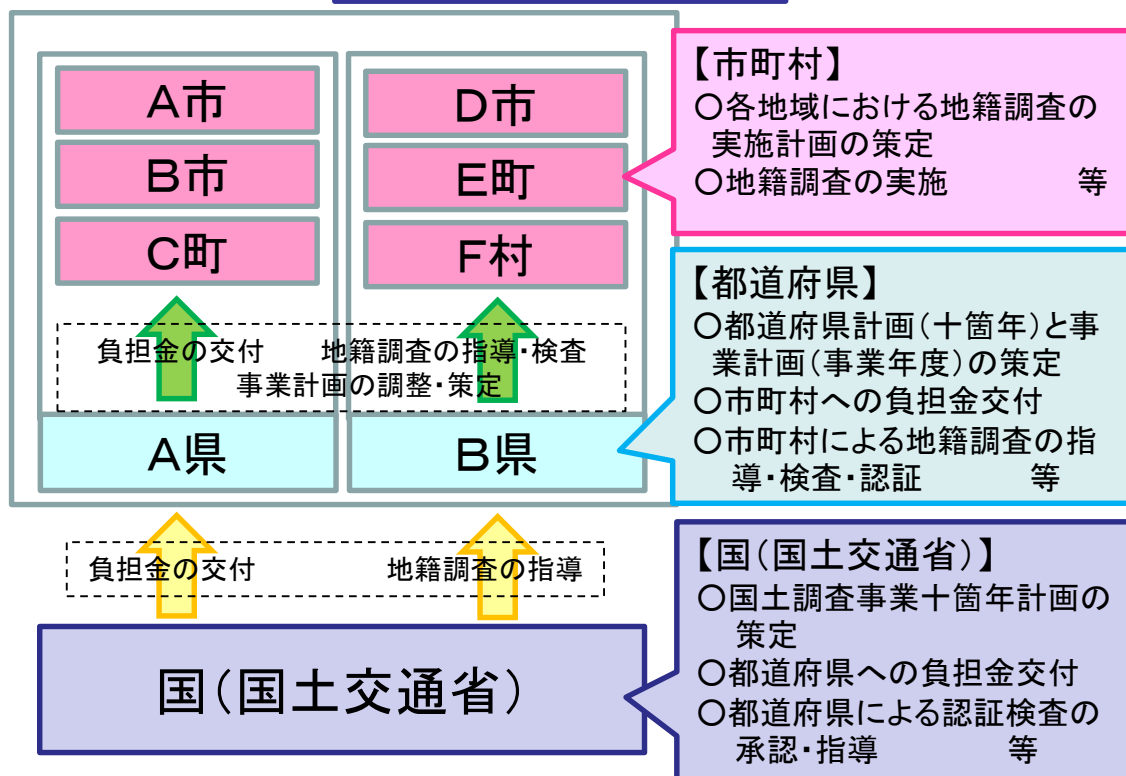 A市
B市
C町
D市
E町
F村
負担金の交付　地籍調査の指導・検査
事業計画の調整・策定
A県
B県
負担金の交付
地籍調査の指導
国(国土交通省)
【市町村】
○各地域における地籍調査の
実施計画の策定
○地籍調査の実施　等
【都道府県】
○都道府県計画(十箇年)と事
業計画(事業年度)の策定
○市町村への負担金交付
○市町村による地籍調査の指
導・検査・認証　等
【国(国土交通省)】
○国土調査事業十箇年計画の
策定
○都道府県への負担金交付
○都道府県による認証検査の
承認・指導　等